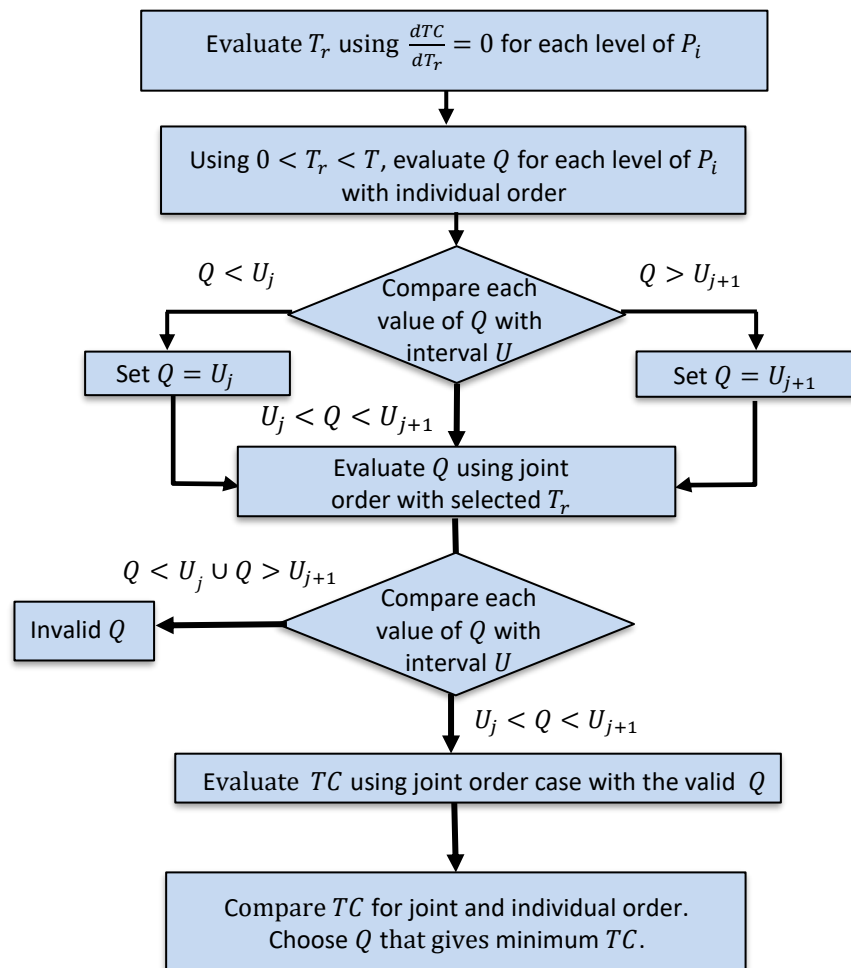 Evaluate T_r using dTC/dT_r = 0 for each level of P_i
Using 0 < T_r < T, evaluate Q for each level of P_i
with individual order
Q < U_j
Q > U_{j+1}
Compare each
value of Q with
interval U
Set Q = U_j
Set Q = U_{j+1}
U_j < Q < U_{j+1}
Evaluate Q using joint
order with selected T_r
Q < U_j ∪ Q > U_{j+1}
Compare each
value of Q with
interval U
Invalid Q
U_j < Q < U_{j+1}
Evaluate TC using joint order case with the valid Q
Compare TC for joint and individual order.
Choose Q that gives minimum TC.